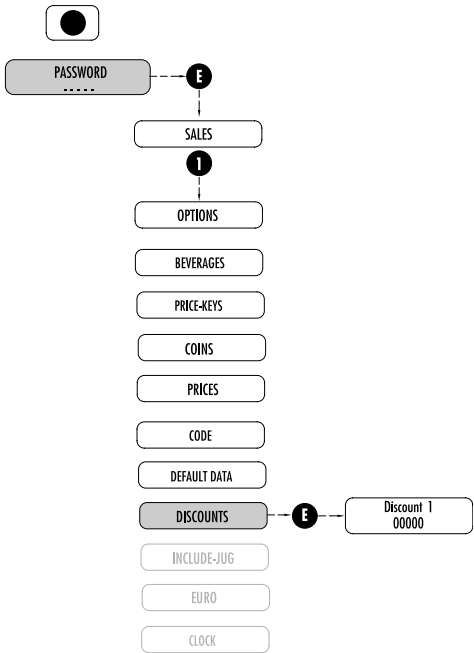 PASSWORD
.....
E
SALES
1
OPTIONS
BEVERAGES
PRICE-KEYS
COINS
PRICES
CODE
DEFAULT DATA
DISCOUNTS
E
Discount 1
00000
INCLUDE-JUG
EURO
CLOCK